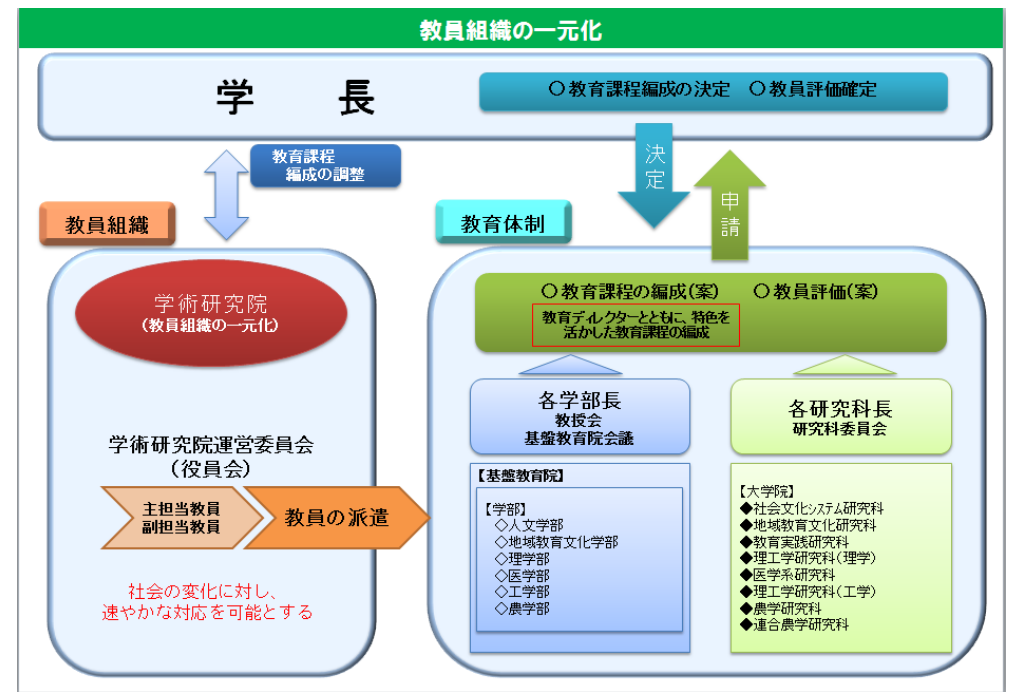 教員組織の一元化
学長
〇教育課程編成の決定 〇教員評価確定
教育課程
編成の調整
決定
申請
教員組織
教育体制
学術研究院
(教員組織の一元化)
学術研究院運営委員会
(役員会)
主担当教員
副担当教員
教員の派遣
社会の変化に対し、
速やかな対応を可能とする
〇教育課程の編成(案) 〇教員評価(案)
教育ディレクターとともに、特色を
活かした教育課程の編成
各学部長
教授会
基盤教育院会議
【基盤教育院】
【学部】
◇人文学部
◇地域教育文化学部
◇理学部
◇医学部
◇工学部
◇農学部
各研究科長
研究科委員会
【大学院】
◆社会文化システム研究科
◆地域教育文化研究科
◆教育実践研究科
◆理工学研究科(理学)
◆医学系研究科
◆理工学研究科(工学)
◆農学研究科
◆連合農学研究科